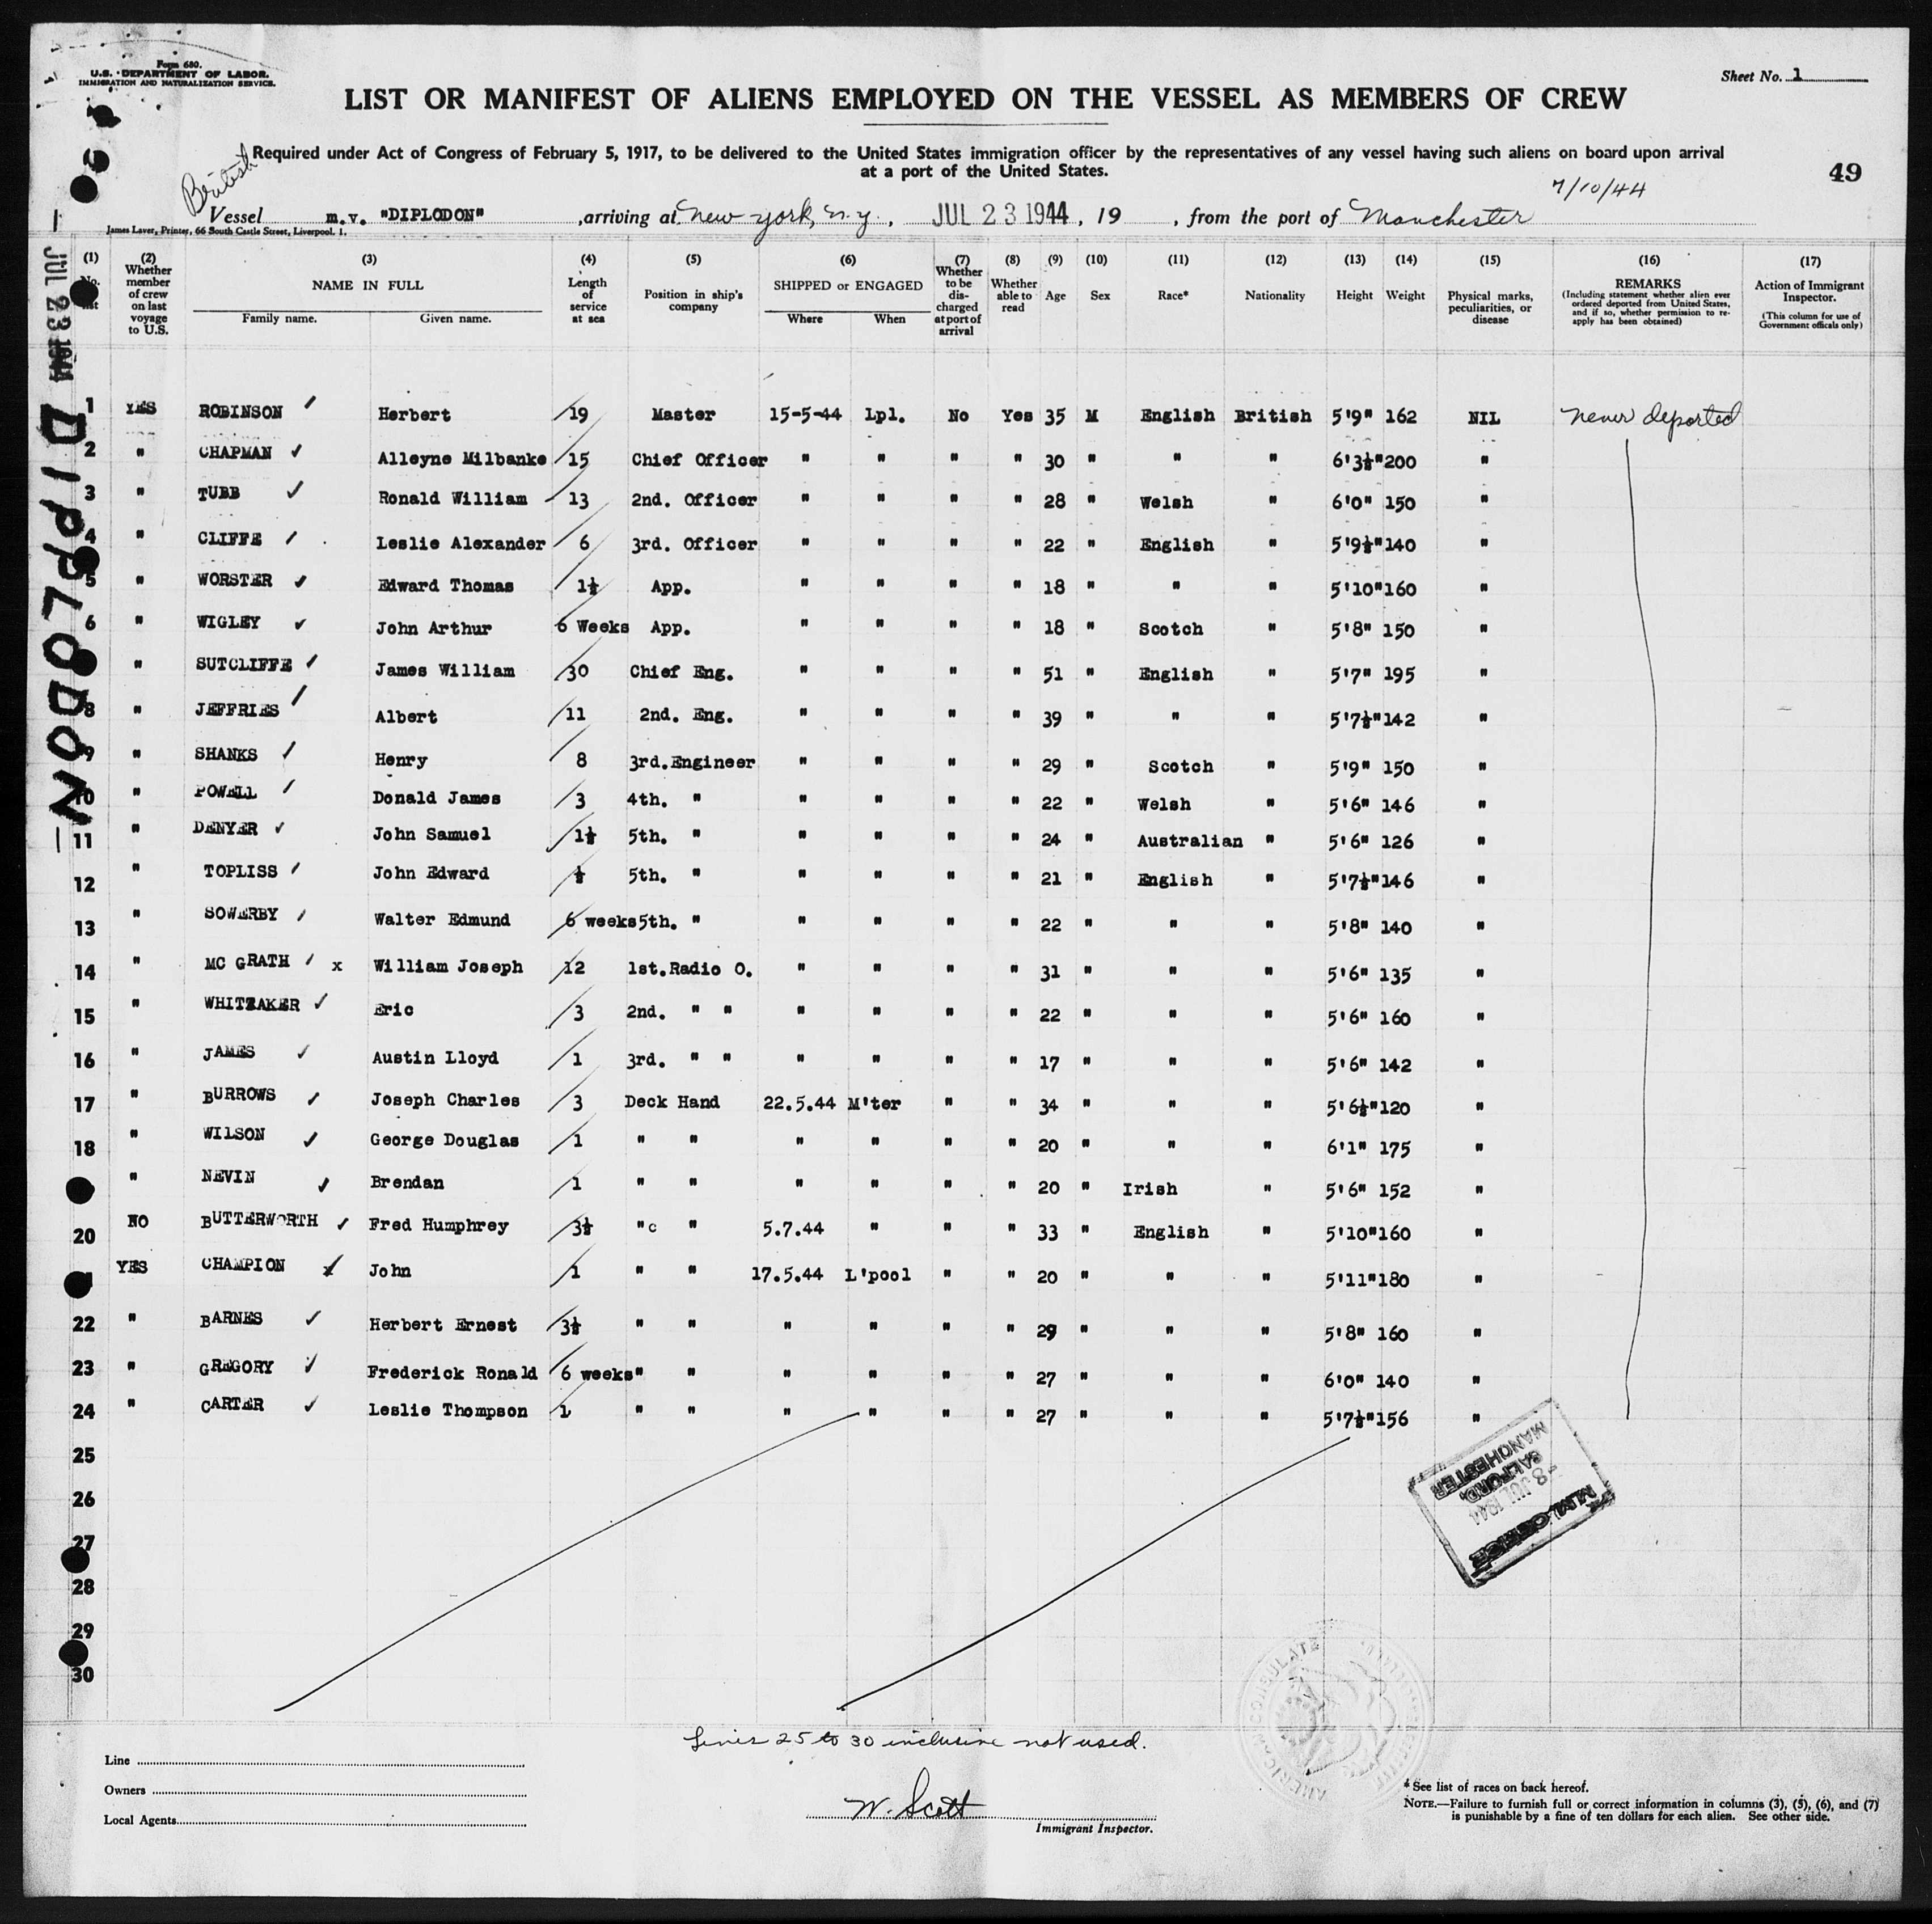 Form 680.
U.S. DEPARTMENT OF LABOR.
IMMIGRATION AND NATURALIZATION SERVICE.
Sheet No. 1
LIST OR MANIFEST OF ALIENS EMPLOYED ON THE VESSEL AS MEMBERS OF CREW
Required under Act of Congress of February 5, 1917, to be delivered to the United States immigration officer by the representatives of any vessel having such aliens on board upon arrival
at a port of the United States.
49
7/10/44
British
Vessel m.v. "DIPLODON" , arriving at New York, N.Y., JUL 23 1944, 19 , from the port of Manchester
James Laver, Printer, 66 South Castle Street, Liverpool. 1.
JUL 23 1944
DIPPLODON
(1) (2) (3) (4) (5) (6) (7) (8) (9) (10) (11) (12) (13) (14) (15) (16) (17)
No. list
Whether member of crew on last voyage to U.S.
NAME IN FULL
Family name. Given name.
Length of service at sea
Position in ship's company
SHIPPED or ENGAGED
Where When
Whether to be discharged at port of arrival
Whether able to read
Age
Sex
Race*
Nationality
Height
Weight
Physical marks, peculiarities, or disease
REMARKS
(Including statement whether alien ever ordered deported from United States, and if so, whether permission to re-apply has been obtained)
Action of Immigrant Inspector.
(This column for use of Government officials only)
1 YES ROBINSON Herbert 19 Master 15-5-44 Lpl. No Yes 35 M English British 5'9" 162 NIL never deported
2 " CHAPMAN Alleyne Milbanke 15 Chief Officer " " " " 30 " " " 6'3½" 200 "
3 " TUBB Ronald William 13 2nd. Officer " " " " 28 " Welsh " 6'0" 150 "
4 " CLIFFE Leslie Alexander 6 3rd. Officer " " " " 22 " English " 5'9½" 140 "
5 " WORSTER Edward Thomas 1½ App. " " " " 18 " " " 5'10" 160 "
6 " WIGLEY John Arthur 6 Weeks App. " " " " 18 " Scotch " 5'8" 150 "
" SUTCLIFFE James William 30 Chief Eng. " " " " 51 " English " 5'7" 195 "
8 " JEFFRIES Albert 11 2nd. Eng. " " " " 39 " " " 5'7½" 142 "
9 " SHANKS Henry 8 3rd. Engineer " " " " 29 " Scotch " 5'9" 150 "
10 " POWELL Donald James 3 4th. " " " " " 22 " Welsh " 5'6" 146 "
11 " DENYER John Samuel 1½ 5th. " " " " " 24 " Australian " 5'6" 126 "
12 " TOPLISS John Edward ½ 5th. " " " " " 21 " English " 5'7½" 146 "
13 " SOWERBY Walter Edmund 6 weeks 5th. " " " " " 22 " " " 5'8" 140 "
14 " MC GRATH x William Joseph 12 1st. Radio O. " " " " 31 " " " 5'6" 135 "
15 " WHITEAKER Eric 3 2nd. " " " " " " 22 " " " 5'6" 160 "
16 " JAMES Austin Lloyd 1 3rd. " " " " " " 17 " " " 5'6" 142 "
17 " BURROWS Joseph Charles 3 Deck Hand 22.5.44 M'ter " " 34 " " " 5'6½" 120 "
18 " WILSON George Douglas 1 " " " " " " 20 " " " 6'1" 175 "
" NEVIN Brendan 1 " " " " " " 20 " Irish " 5'6" 152 "
20 NO BUTTERWORTH Fred Humphrey 3½ "c " 5.7.44 " " " 33 " English " 5'10" 160 "
YES CHAMPION x John 1 " " 17.5.44 L'pool " " 20 " " " 5'11" 180 "
22 " BARNES Herbert Ernest 3½ " " " " " " 29 " " " 5'8" 160 "
23 " GREGORY Frederick Ronald 6 weeks " " " " " " 27 " " " 6'0" 140 "
24 " CARTER Leslie Thompson 1 " " " " " " 27 " " " 5'7½" 156 "
25
26
27
28
29
30
M.M. OFFICE
-8 JUL 1944
SALFORD,
MANCHESTER
AMERICAN CONSULATE
Lines 25 to 30 inclusive not used.
Line
Owners
Local Agents
W. Scott
Immigrant Inspector.
* See list of races on back hereof.
NOTE.—Failure to furnish full or correct information in columns (3), (5), (6), and (7)
is punishable by a fine of ten dollars for each alien. See other side.